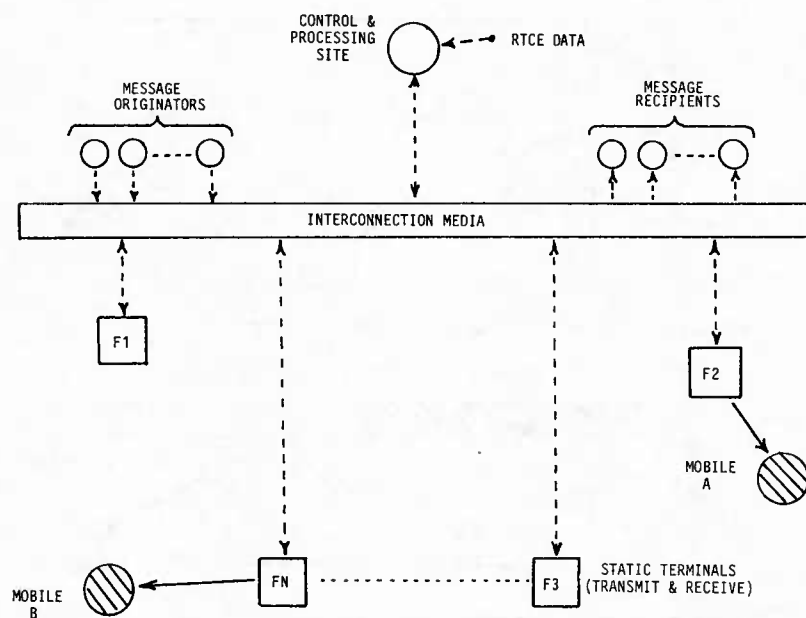 CONTROL &
PROCESSING
SITE
RTCE DATA
MESSAGE
ORIGINATORS
MESSAGE
RECIPIENTS
INTERCONNECTION MEDIA
F1
F2
MOBILE
A
FN
F3
STATIC TERMINALS
(TRANSMIT & RECEIVE)
MOBILE
B